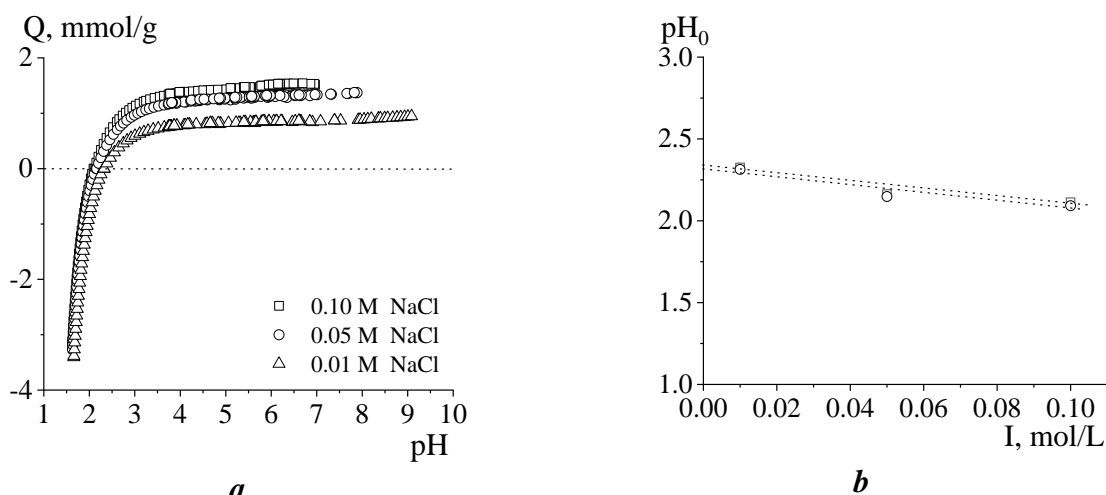 Q, mmol/g
2
0
-2
-4
1 2 3 4 5 6 7 8 9 10
pH
0.10 M NaCl
0.05 M NaCl
0.01 M NaCl
a
pH₀
3.0
2.5
2.0
1.5
1.0
0.00 0.02 0.04 0.06 0.08 0.10
I, mol/L
b